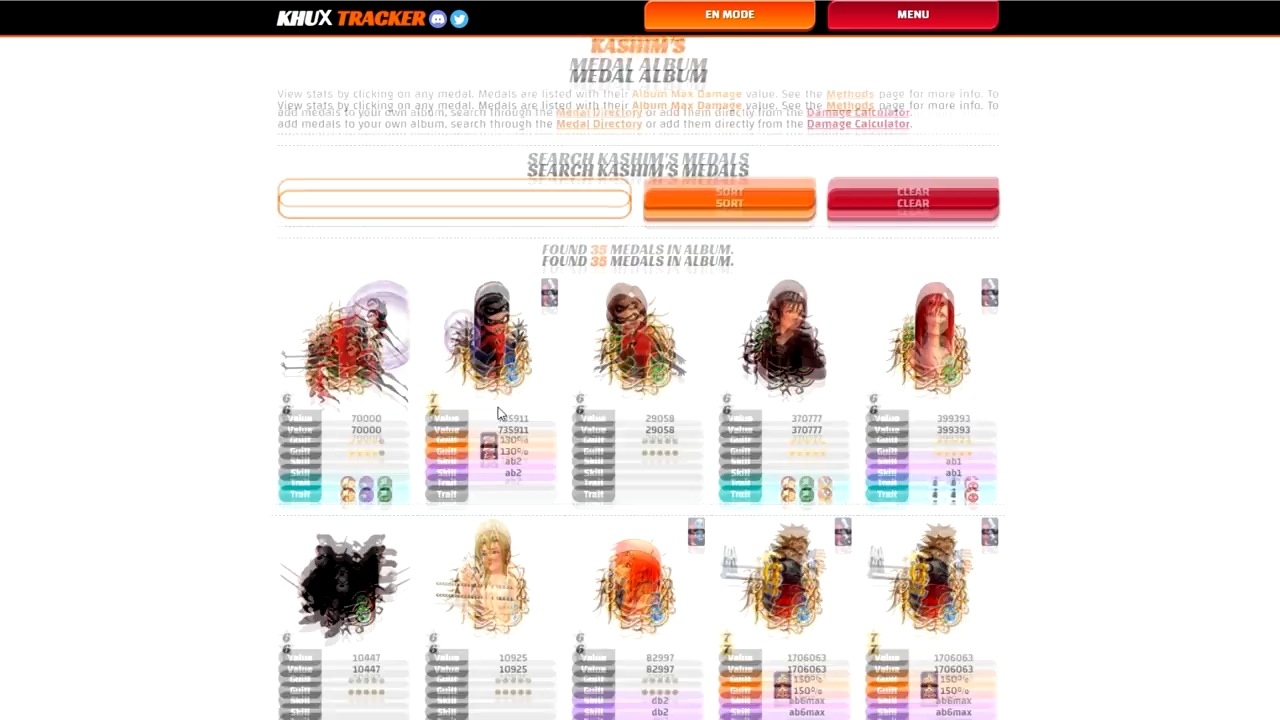 KHUX TRACKER
EN MODE
MENU
KASHIM'S
MEDAL ALBUM
View stats by clicking on any medal. Medals are listed with their Album Max Damage value. See the Methods page for more info. To
add medals to your own album, search through the Medal Directory or add them directly from the Damage Calculator.
SEARCH KASHIM'S MEDALS
SORT
CLEAR
FOUND 35 MEDALS IN ALBUM.
6 7 6 6 6
Value 70000 Value 735911 Value 29058 Value 370777 Value 399393
Guilt Guilt 130% Guilt Guilt Guilt
Skill Skill ab2 Skill Skill Skill ab1
Trait Trait Trait Trait Trait
6 6 6 7 7
Value 10447 Value 10925 Value 82997 Value 1706063 Value 1706063
Guilt Guilt Guilt Guilt 150% Guilt 150%
Skill Skill Skill db2 Skill ab6max Skill ab6max